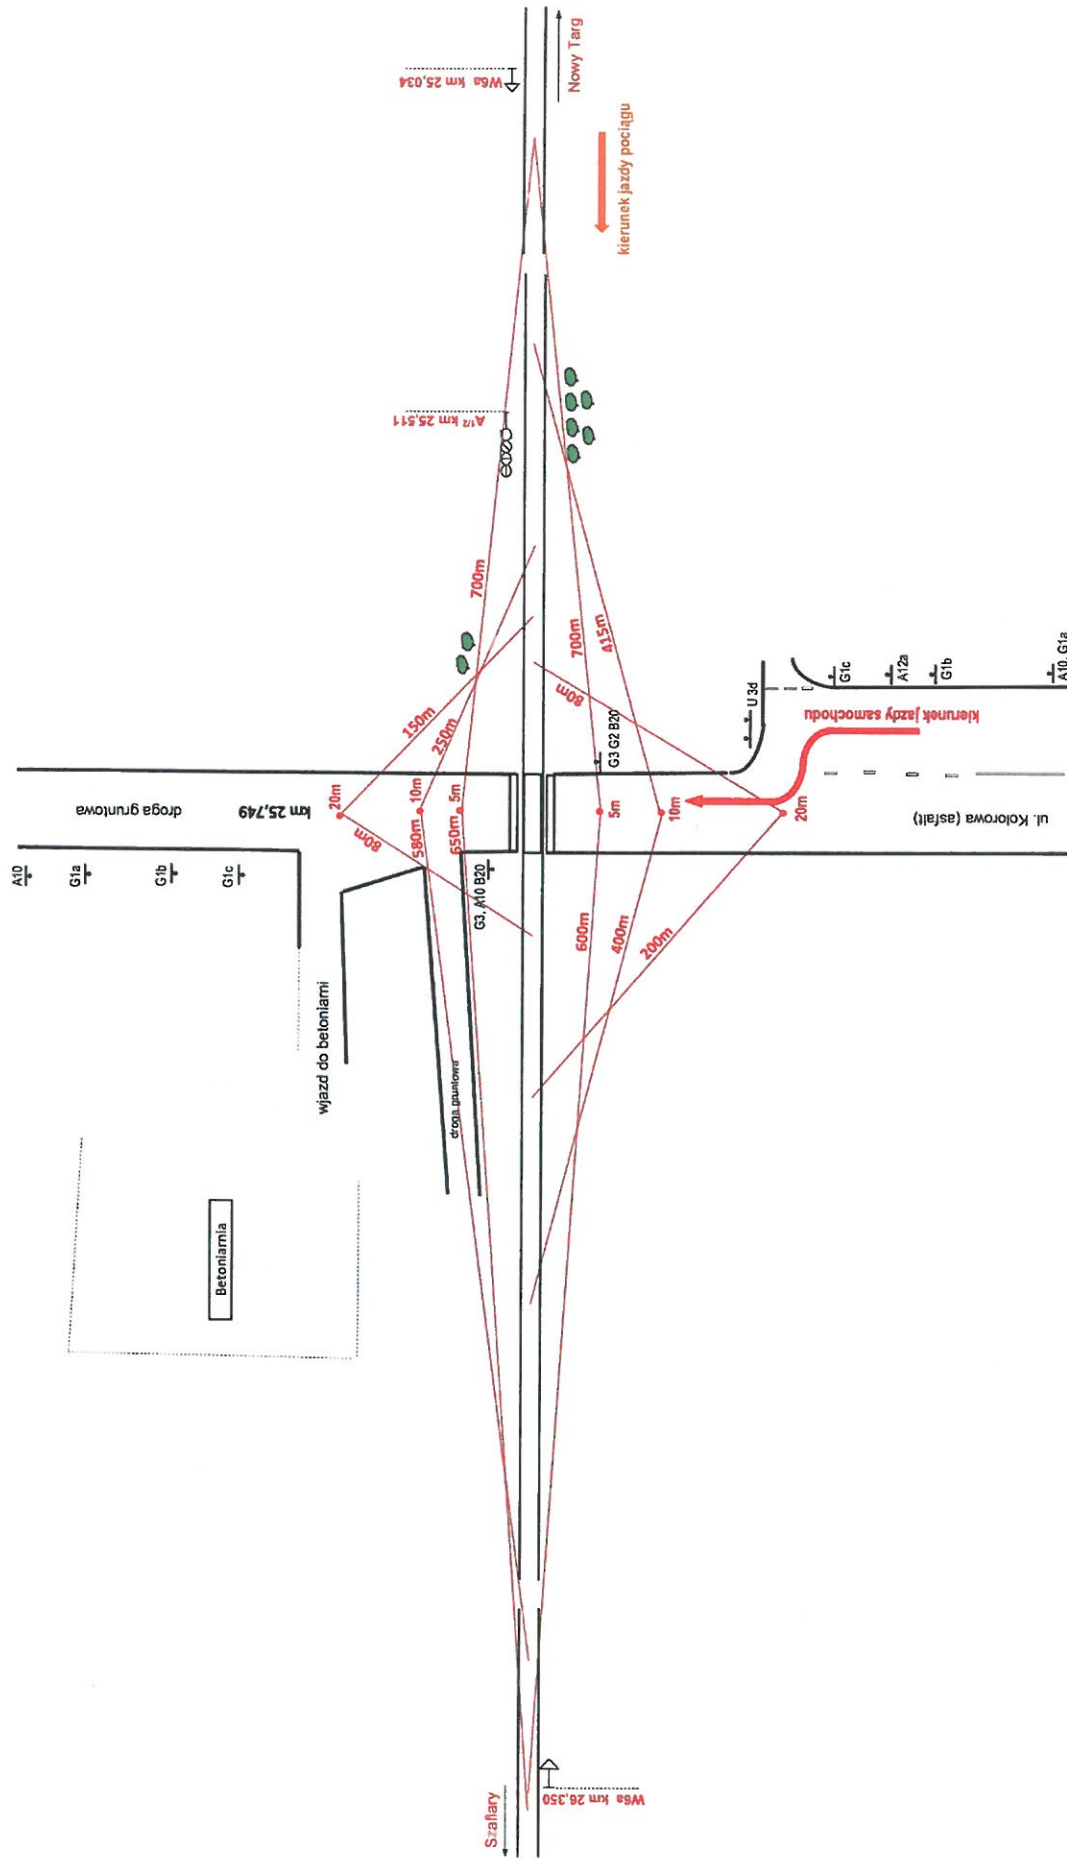 Nowy Targ
W6a km 25,034
kierunek jazdy pociągu
A1/2 km 25,511
700m
150m
250m
700m
415m
80m
G3 G2 B20
U 3d
G1c
A12a
G1b
A10, G1a
kierunek jazdy samochodu
ul. Kolorowa (asfalt)
droga gruntowa
km 25,749
20m
10m
5m
5m
10m
20m
80m
580m
650m
600m
400m
200m
A10
G1a
G1b
G1c
G3, A10 B20
wjazd do betoniarni
droga gruntowa
Betoniarnia
Szaflary
W6a km 26,350